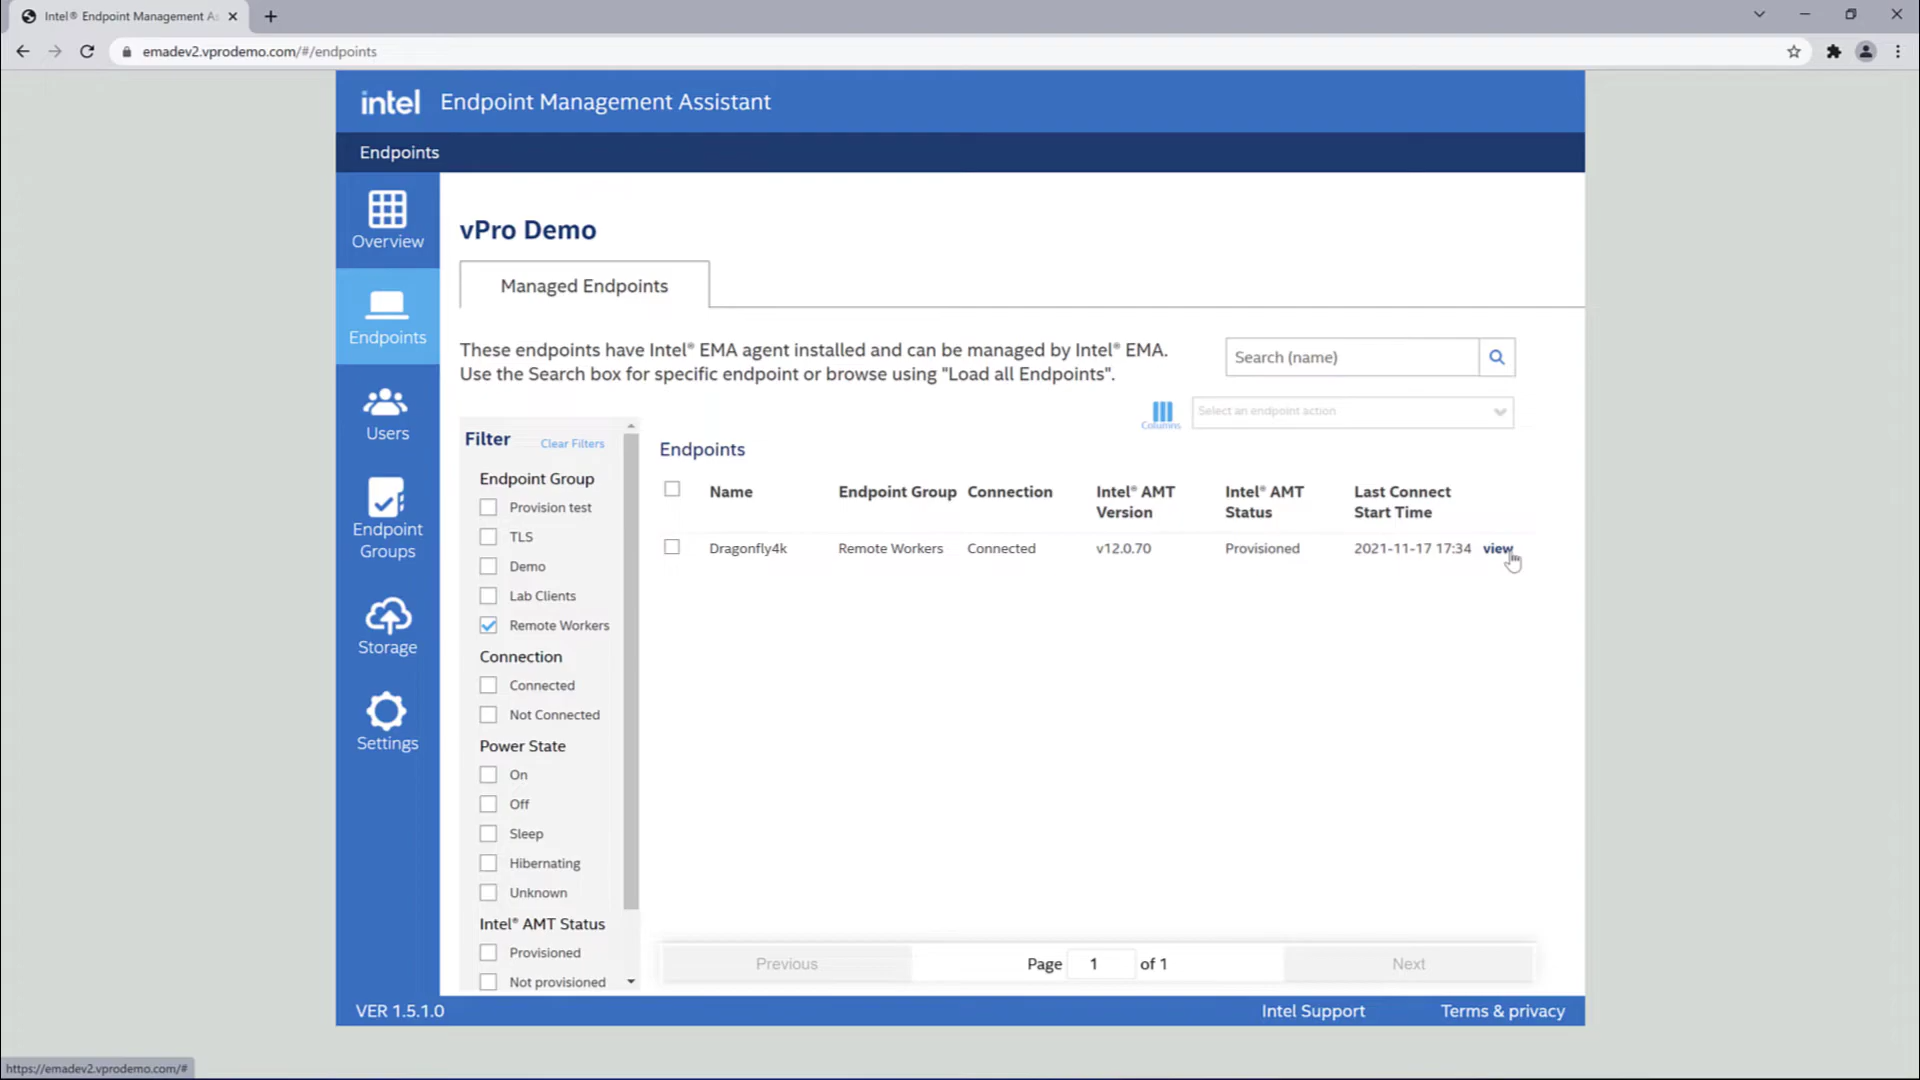 Intel® Endpoint Management As
emadev2.vprodemo.com/#/endpoints
intel Endpoint Management Assistant
Endpoints
Overview
Endpoints
Users
Endpoint
Groups
Storage
Settings
vPro Demo
Managed Endpoints
These endpoints have Intel® EMA agent installed and can be managed by Intel® EMA.
Use the Search box for specific endpoint or browse using "Load all Endpoints".
Search (name)
Columns
Select an endpoint action
Filter Clear Filters
Endpoint Group
Provision test
TLS
Demo
Lab Clients
Remote Workers
Connection
Connected
Not Connected
Power State
On
Off
Sleep
Hibernating
Unknown
Intel® AMT Status
Provisioned
Not provisioned
Endpoints
Name Endpoint Group Connection Intel® AMT Version Intel® AMT Status Last Connect Start Time
Dragonfly4k Remote Workers Connected v12.0.70 Provisioned 2021-11-17 17:34 view
Previous Page 1 of 1 Next
VER 1.5.1.0 Intel Support Terms & privacy
https://emadev2.vprodemo.com/#